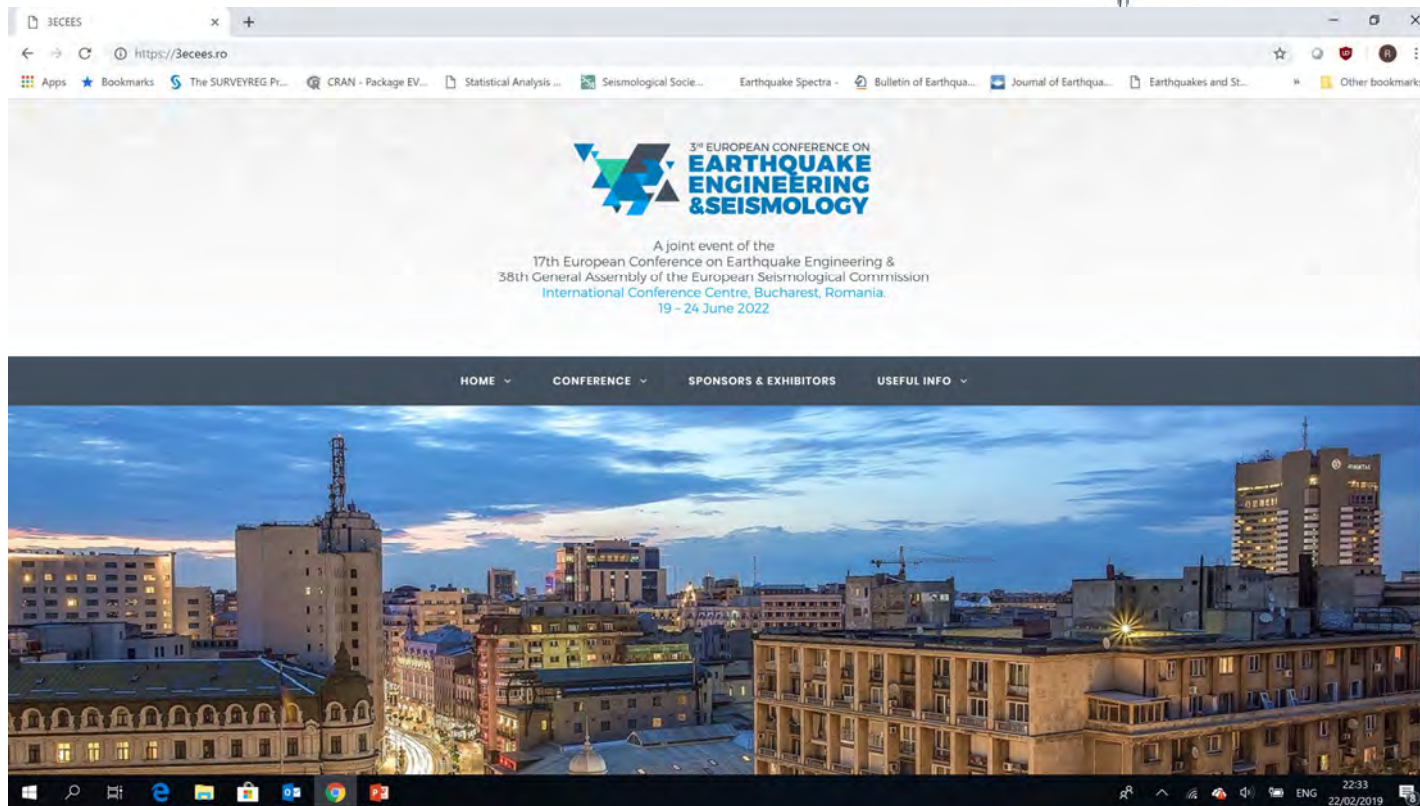 3ECEES
https://3ecees.ro
Apps Bookmarks The SURVEYREG Pr... CRAN - Package EV... Statistical Analysis ... Seismological Socie... Earthquake Spectra - Bulletin of Earthqua... Journal of Earthqua... Earthquakes and St... » Other bookmarks
3rd EUROPEAN CONFERENCE ON
EARTHQUAKE
ENGINEERING
&SEISMOLOGY
A joint event of the
17th European Conference on Earthquake Engineering &
38th General Assembly of the European Seismological Commission
International Conference Centre, Bucharest, Romania.
19 – 24 June 2022
HOME CONFERENCE SPONSORS & EXHIBITORS USEFUL INFO
ENG 22:33
22/02/2019